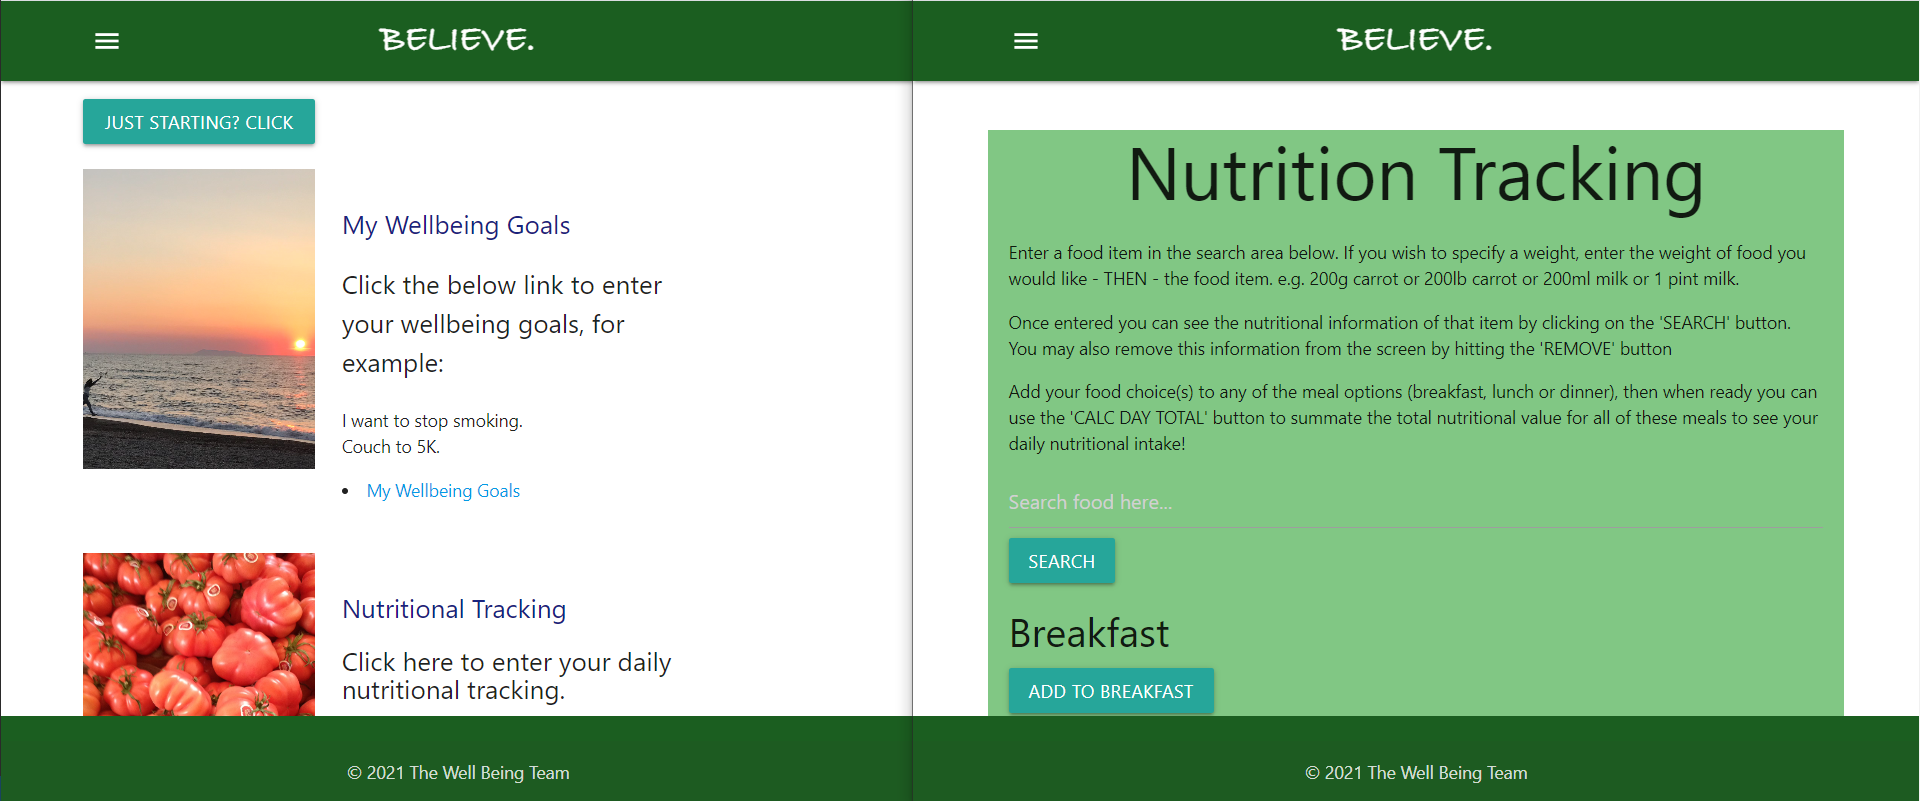 BELIEVE.
JUST STARTING? CLICK
My Wellbeing Goals
Click the below link to enter
your wellbeing goals, for
example:
I want to stop smoking.
Couch to 5K.
My Wellbeing Goals
Nutritional Tracking
Click here to enter your daily
nutritional tracking.
© 2021 The Well Being Team
BELIEVE.
Nutrition Tracking
Enter a food item in the search area below. If you wish to specify a weight, enter the weight of food you
would like - THEN - the food item. e.g. 200g carrot or 200lb carrot or 200ml milk or 1 pint milk.
Once entered you can see the nutritional information of that item by clicking on the 'SEARCH' button.
You may also remove this information from the screen by hitting the 'REMOVE' button
Add your food choice(s) to any of the meal options (breakfast, lunch or dinner), then when ready you can
use the 'CALC DAY TOTAL' button to summate the total nutritional value for all of these meals to see your
daily nutritional intake!
Search food here...
SEARCH
Breakfast
ADD TO BREAKFAST
© 2021 The Well Being Team